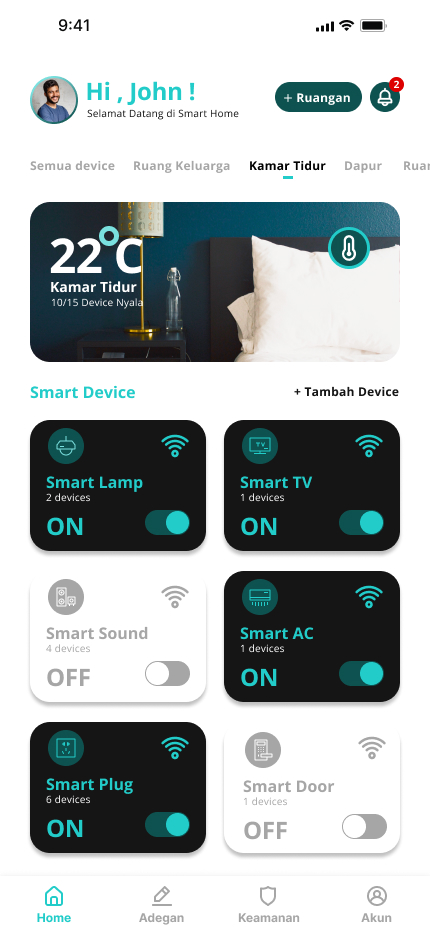 9:41
Hi , John !
Selamat Datang di Smart Home
+ Ruangan
2
Semua device Ruang Keluarga Kamar Tidur Dapur Ruan
22°C
Kamar Tidur
10/15 Device Nyala
Smart Device
+ Tambah Device
Smart Lamp
2 devices
ON
TV
Smart TV
1 devices
ON
Smart Sound
4 devices
OFF
Smart AC
1 devices
ON
Smart Plug
6 devices
ON
Smart Door
1 devices
OFF
Home Adegan Keamanan Akun